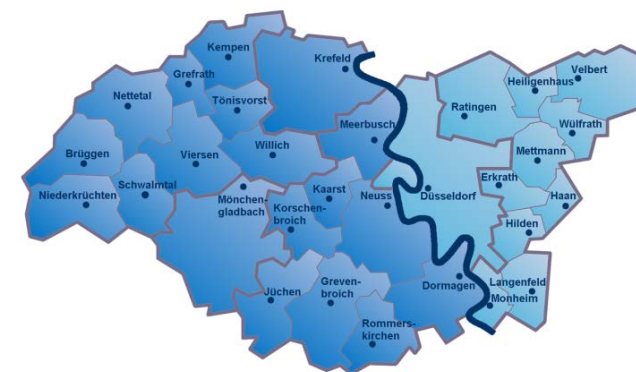 Kempen
Krefeld
Grefrath
Nettetal
Tönisvorst
Meerbusch
Brüggen
Viersen
Willich
Niederkrüchten
Schwalmtal
Mönchen-
gladbach
Kaarst
Korschen-
broich
Neuss
Jüchen
Greven-
broich
Rommers-
kirchen
Dormagen
Düsseldorf
Ratingen
Heiligenhaus
Velbert
Wülfrath
Mettmann
Erkrath
Haan
Hilden
Langenfeld
Monheim